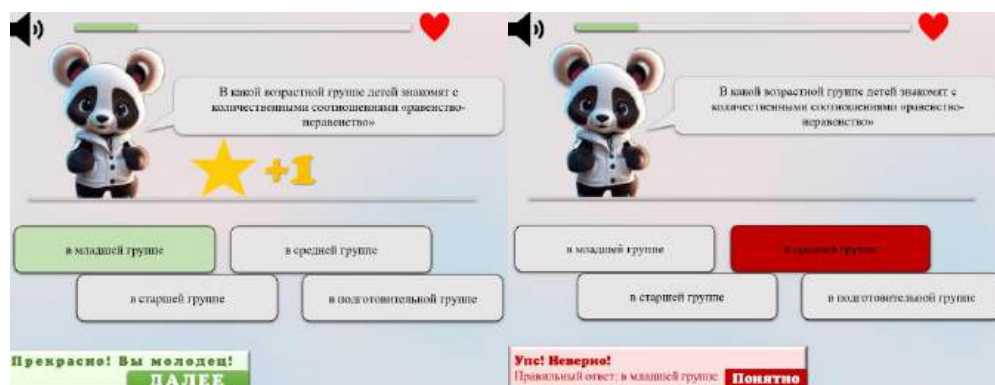 В какой возрастной группе детей знакомят с
количественными соотношениями «равенство-
неравенство»
+1
в младшей группе
в средней группе
в старшей группе
в подготовительной группе
Прекрасно! Вы молодец!
ДАЛЕЕ
В какой возрастной группе детей знакомят с
количественными соотношениями «равенство-
неравенство»
в младшей группе
в средней группе
в старшей группе
в подготовительной группе
Упс! Неверно!
Правильный ответ: в младшей группе
Понятно